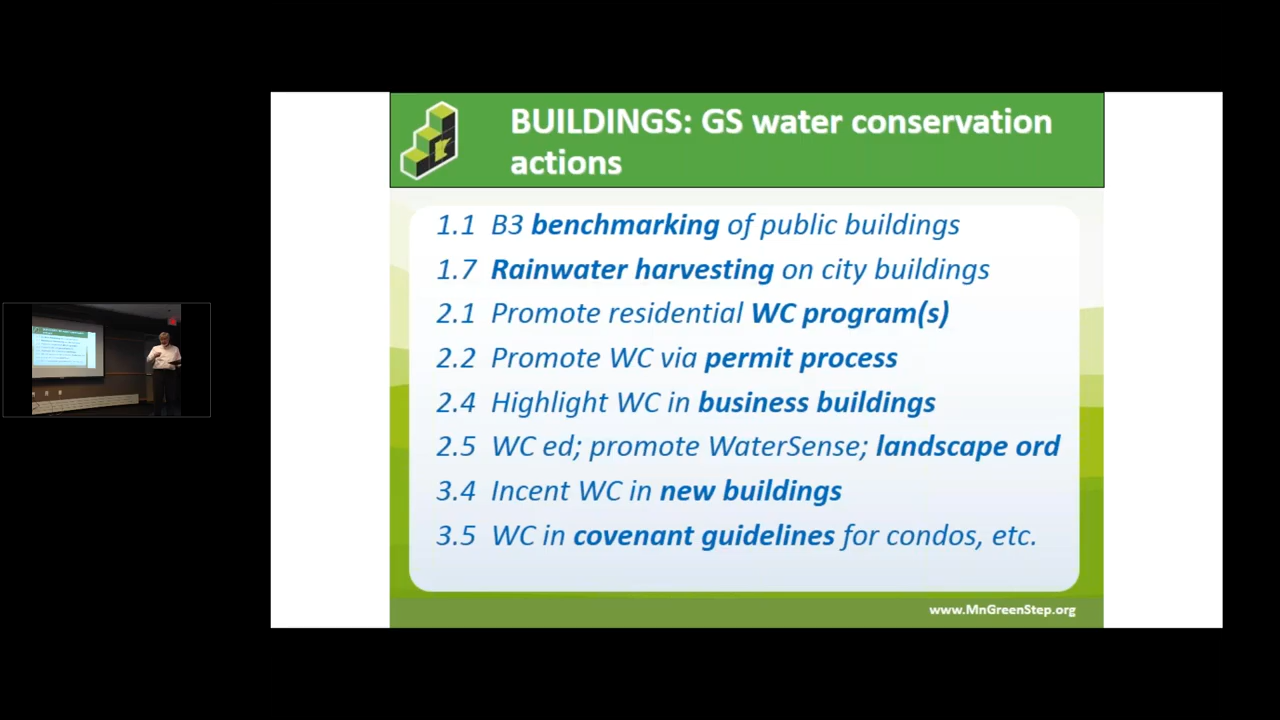 BUILDINGS: GS water conservation
actions
1.1 B3 benchmarking of public buildings
1.7 Rainwater harvesting on city buildings
2.1 Promote residential WC program(s)
2.2 Promote WC via permit process
2.4 Highlight WC in business buildings
2.5 WC ed; promote WaterSense; landscape ord
3.4 Incent WC in new buildings
3.5 WC in covenant guidelines for condos, etc.
www.MnGreenStep.org